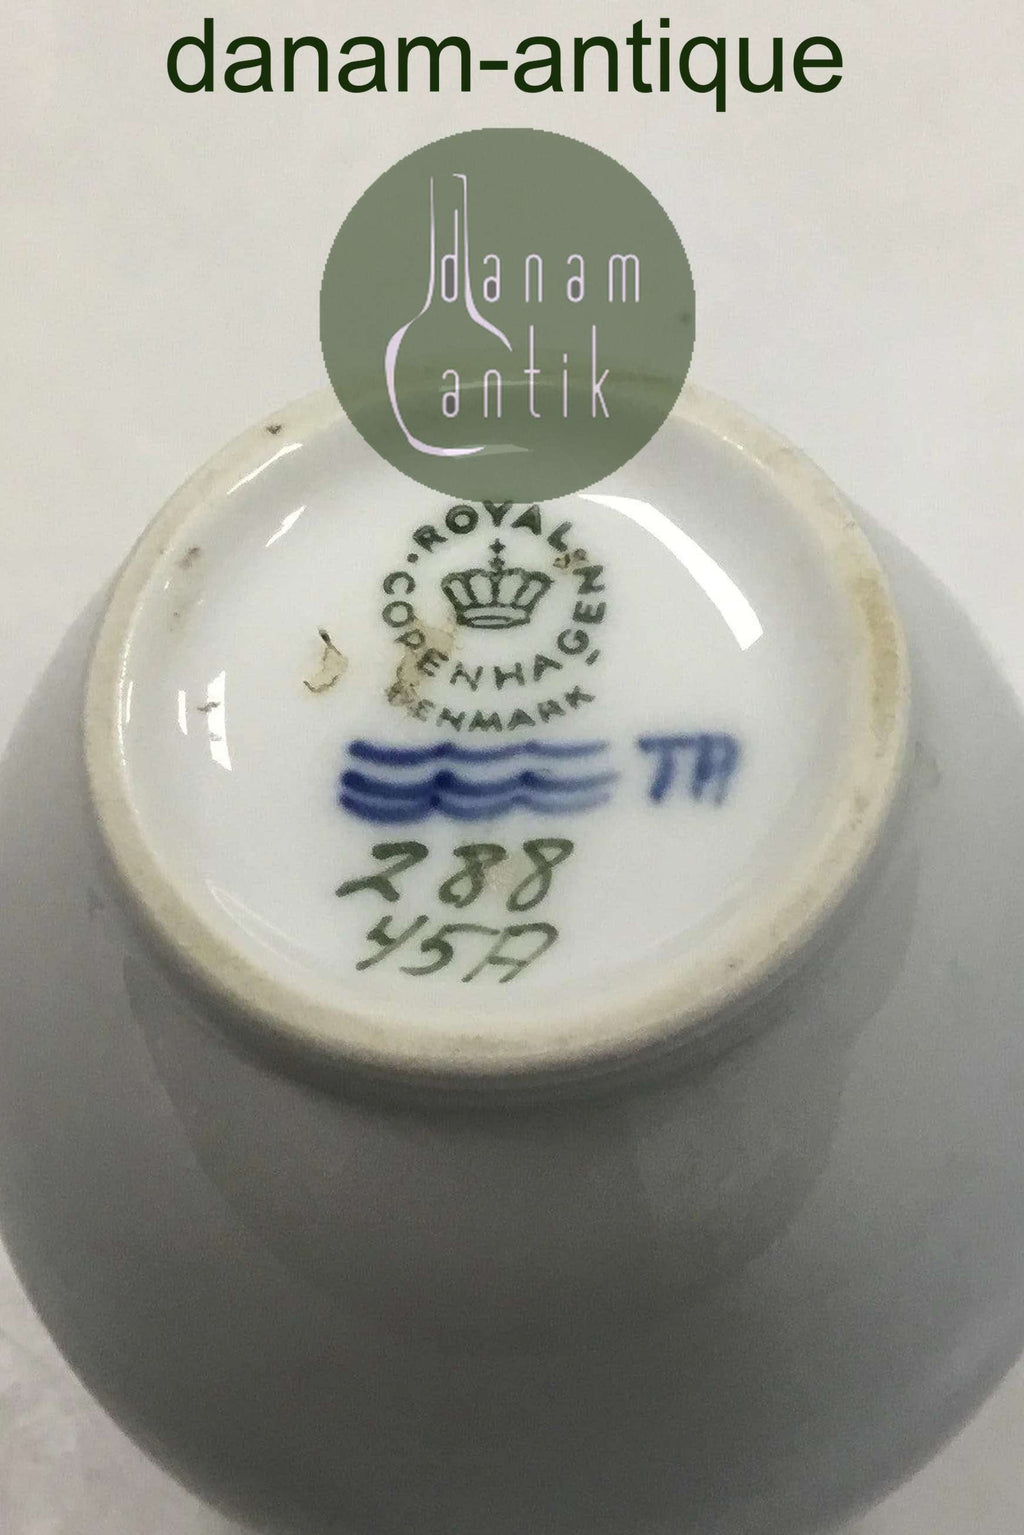 danam-antique
danam
antik
ROYAL
COPENHAGEN
DENMARK
TA
288
45A